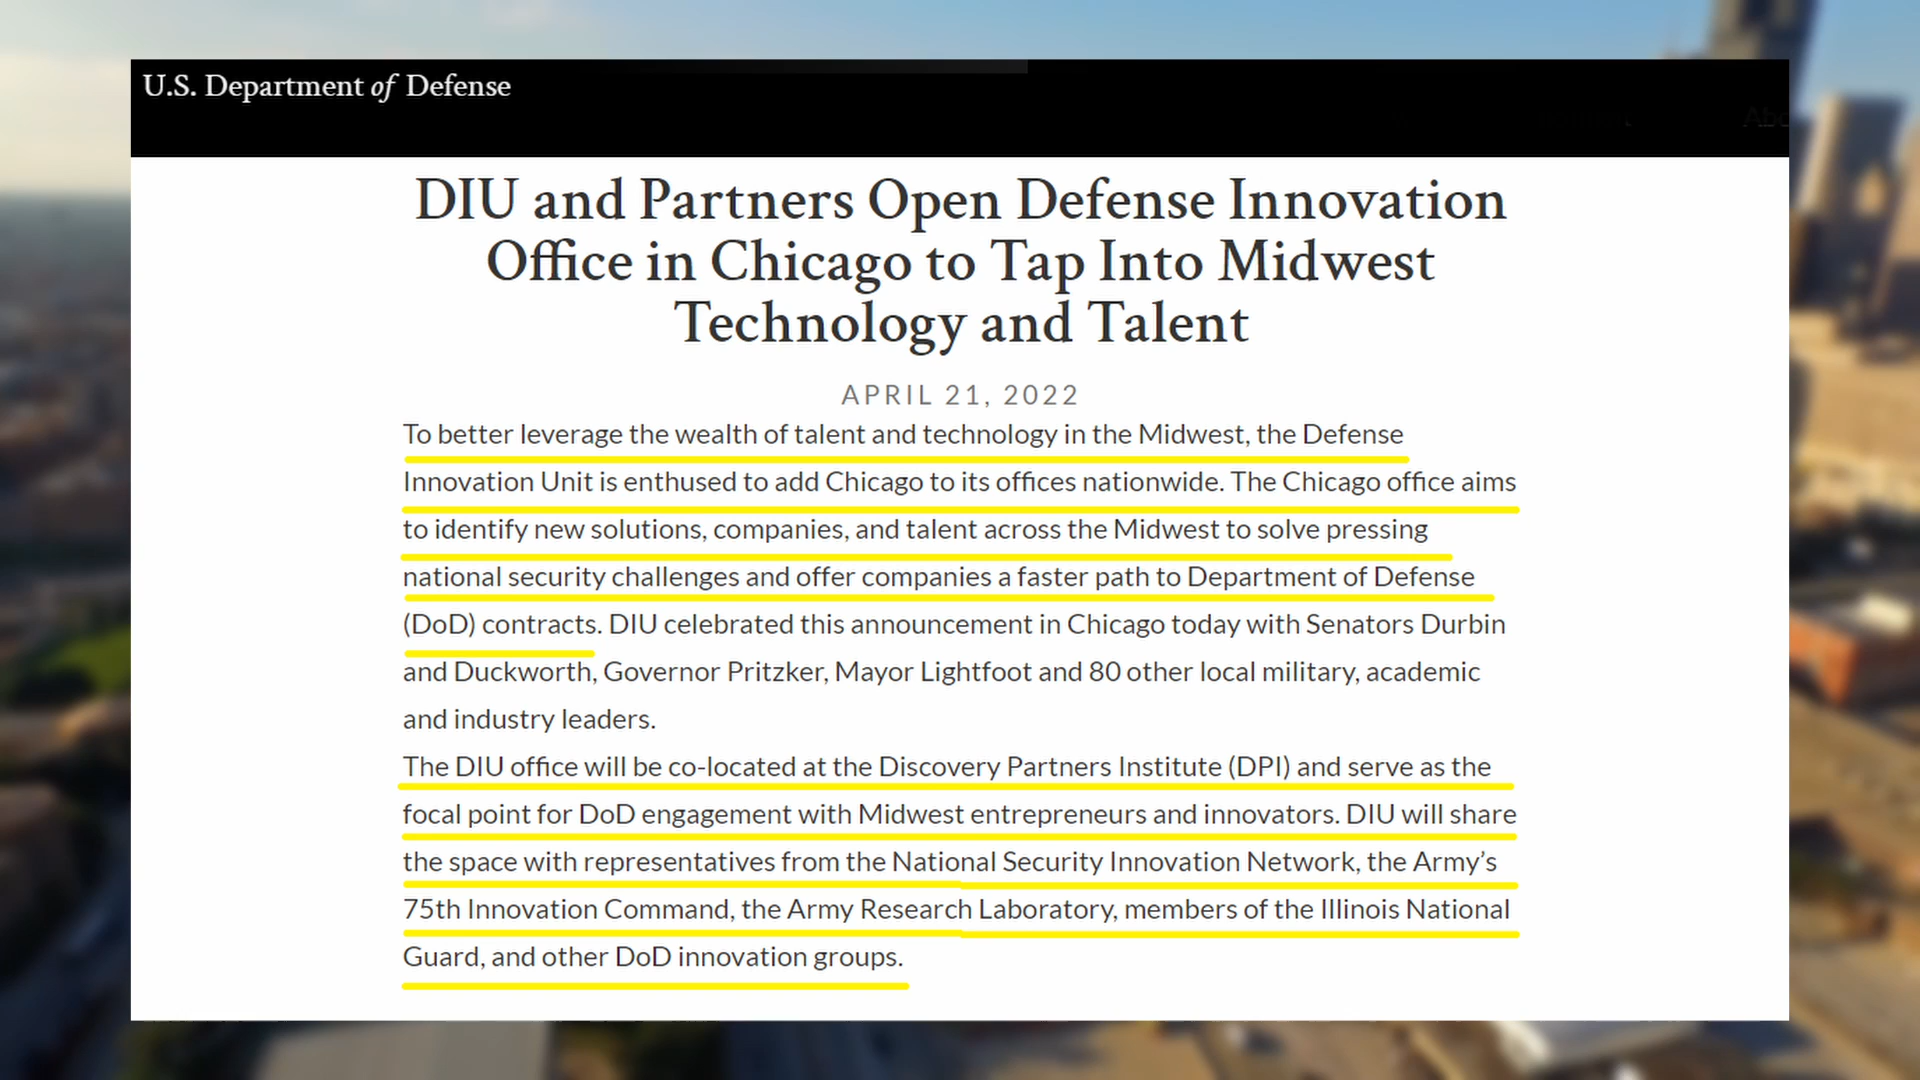 U.S. Department of Defense
DIU and Partners Open Defense Innovation
Office in Chicago to Tap Into Midwest
Technology and Talent
APRIL 21, 2022
To better leverage the wealth of talent and technology in the Midwest, the Defense
Innovation Unit is enthused to add Chicago to its offices nationwide. The Chicago office aims
to identify new solutions, companies, and talent across the Midwest to solve pressing
national security challenges and offer companies a faster path to Department of Defense
(DoD) contracts. DIU celebrated this announcement in Chicago today with Senators Durbin
and Duckworth, Governor Pritzker, Mayor Lightfoot and 80 other local military, academic
and industry leaders.
The DIU office will be co-located at the Discovery Partners Institute (DPI) and serve as the
focal point for DoD engagement with Midwest entrepreneurs and innovators. DIU will share
the space with representatives from the National Security Innovation Network, the Army’s
75th Innovation Command, the Army Research Laboratory, members of the Illinois National
Guard, and other DoD innovation groups.